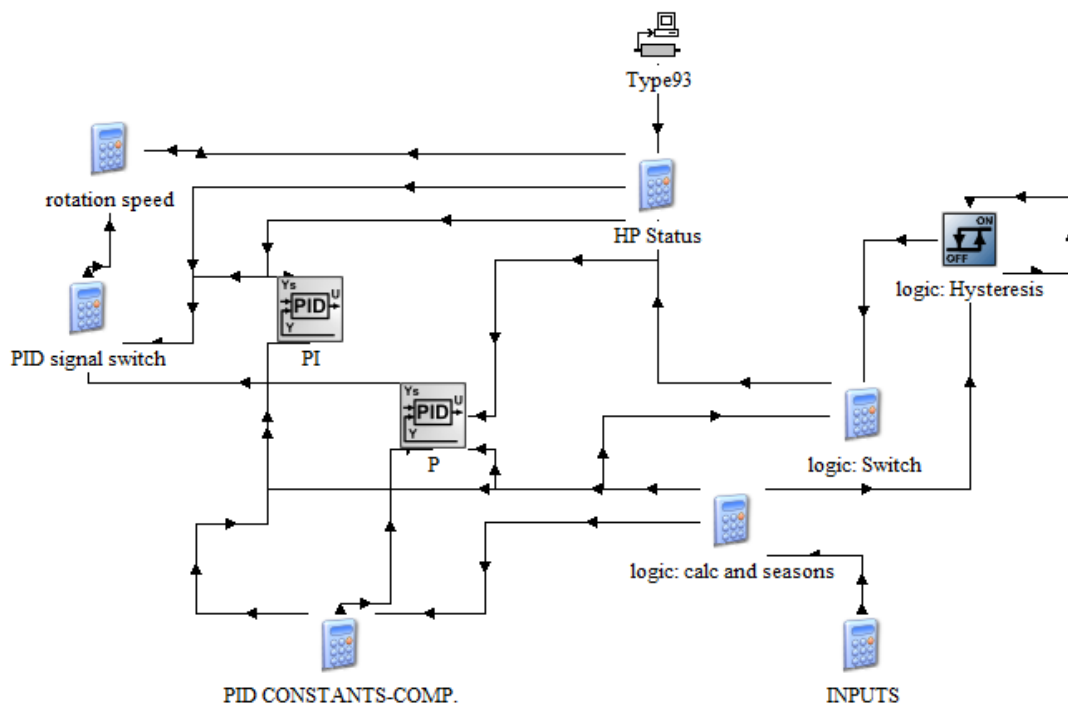 Type93
rotation speed
HP Status
ON
OFF
logic: Hysteresis
Ys
U
PID
Y
PID signal switch
PI
Ys
U
PID
Y
P
logic: Switch
logic: calc and seasons
PID CONSTANTS-COMP.
INPUTS